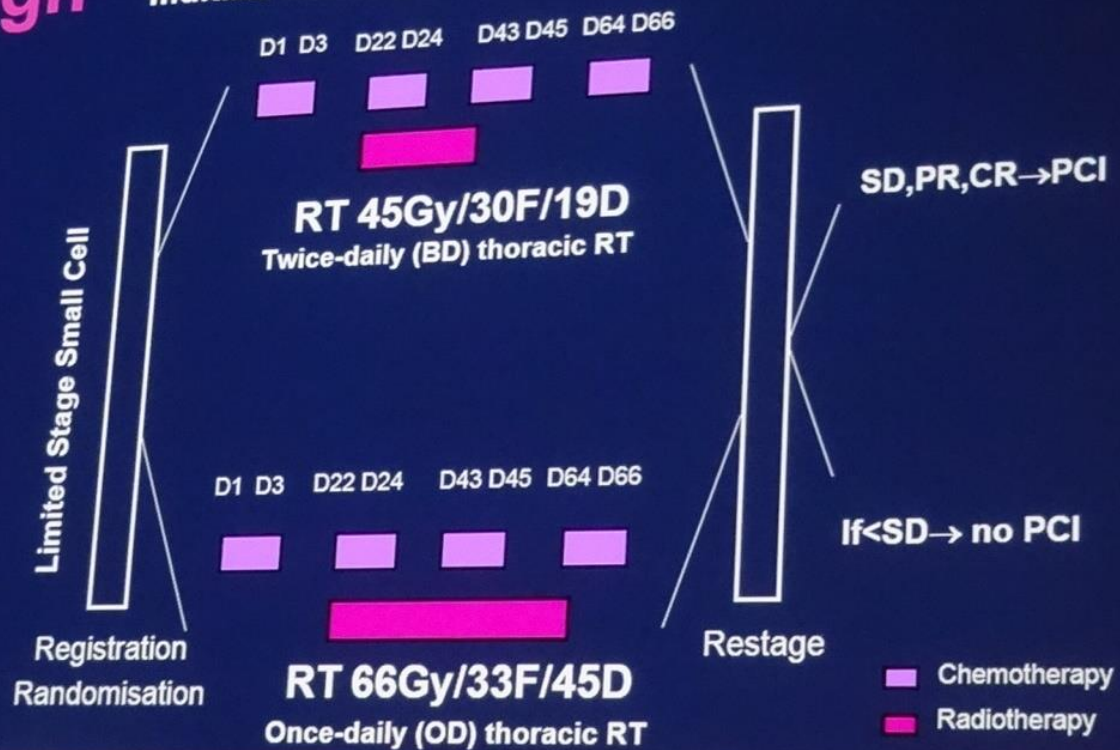 D1 D3 D22 D24 D43 D45 D64 D66
RT 45Gy/30F/19D
Twice-daily (BD) thoracic RT
SD,PR,CR→PCI
Limited Stage Small Cell
D1 D3 D22 D24 D43 D45 D64 D66
If<SD→ no PCI
Registration
Randomisation
RT 66Gy/33F/45D
Once-daily (OD) thoracic RT
Restage
Chemotherapy
Radiotherapy